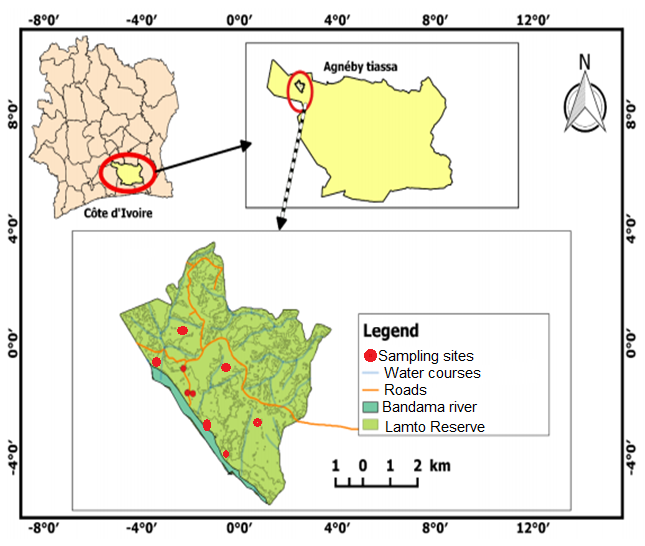 -8°0' -4°0' 0°0' 4°0' 8°0' 12°0'
Agnéby tiassa
N
8°0' 8°0'
Côte d'Ivoire
4°0' 4°0'
0°0' 0°0'
Legend
Sampling sites
Water courses
Roads
Bandama river
Lamto Reserve
-4°0' -4°0'
1 0 1 2 km
-8°0' -4°0' 0°0' 4°0' 8°0' 12°0'